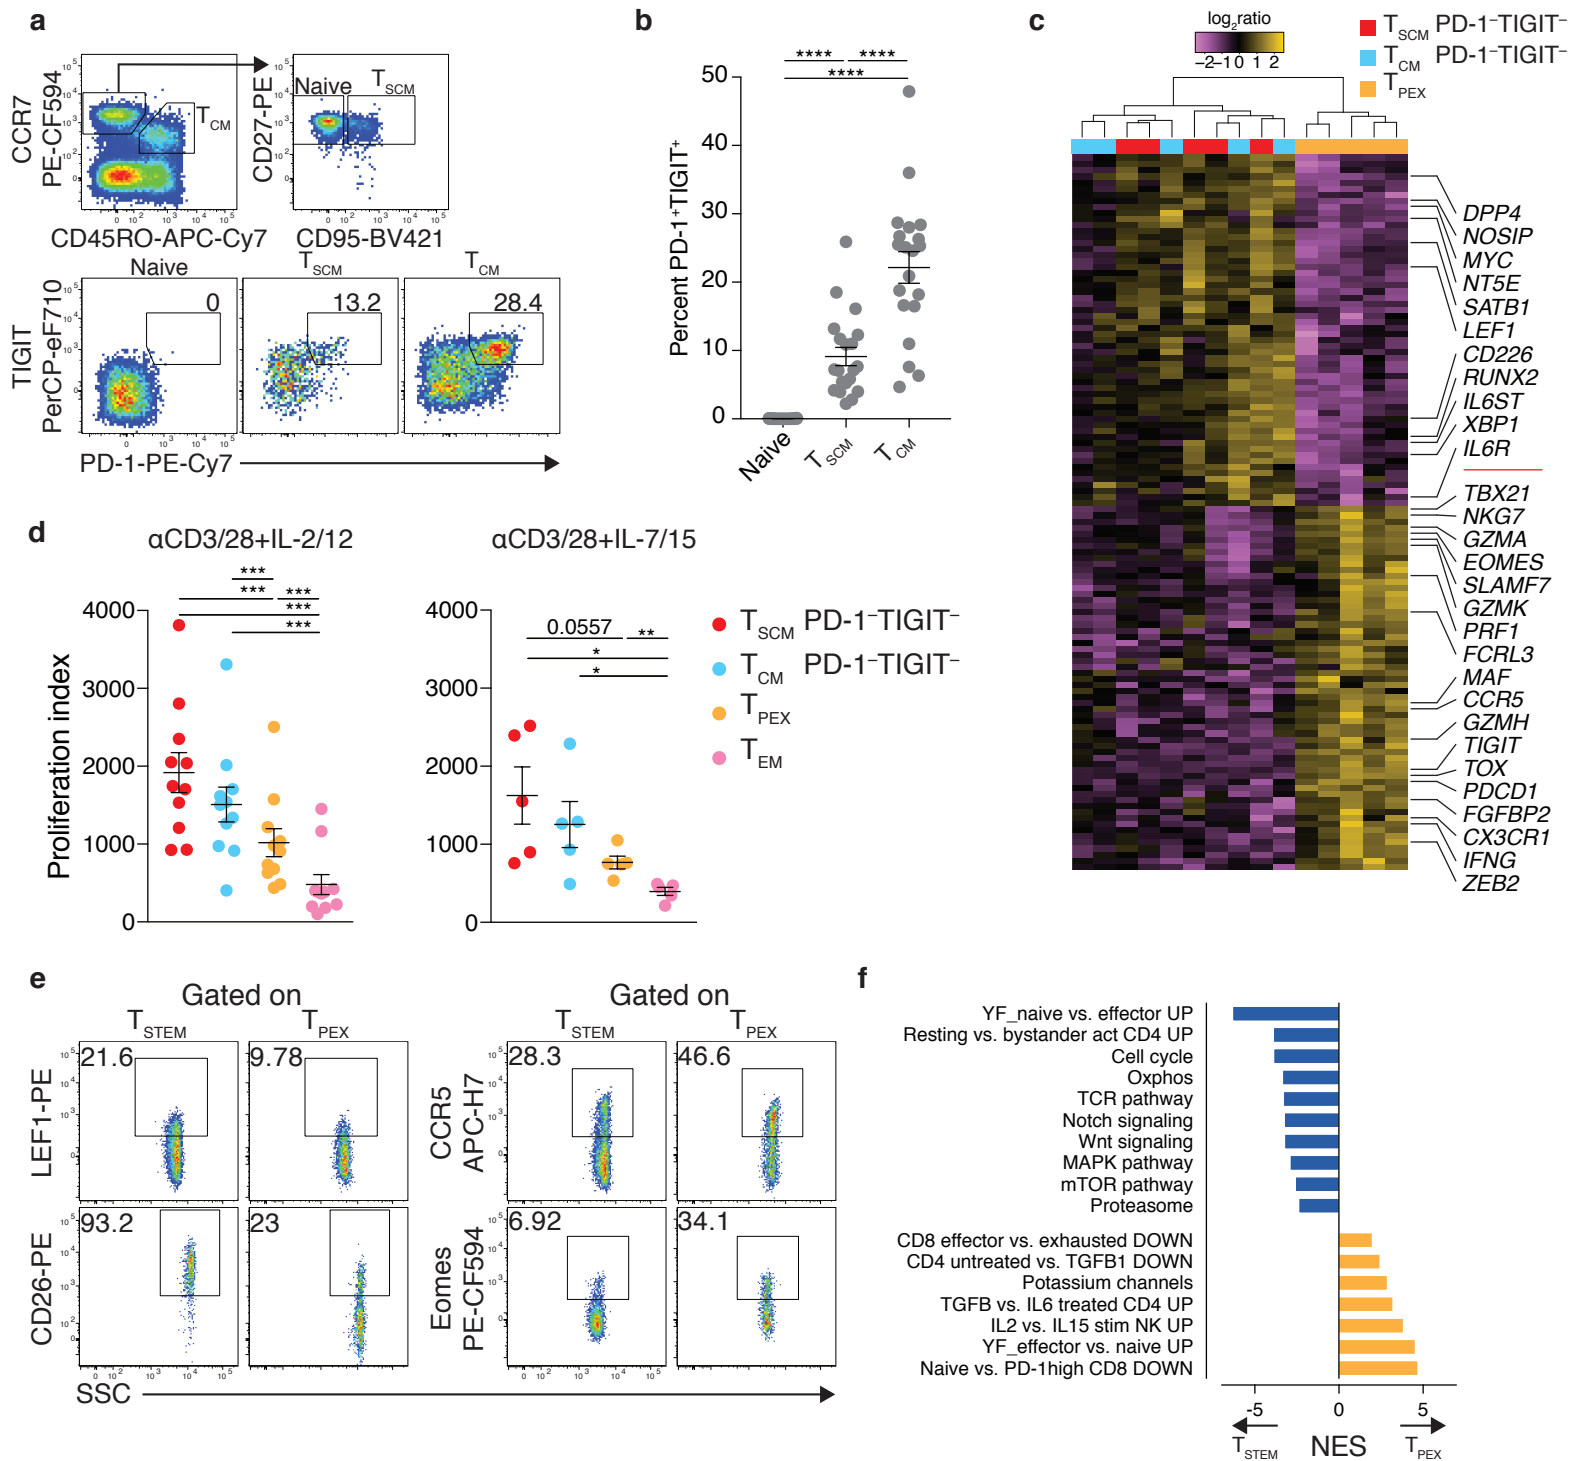 a
CCR7
PE-CF594
T_CM
CD45RO-APC-Cy7
CD27-PE
Naive
T_SCM
CD95-BV421
Naive
T_SCM
T_CM
0
13.2
28.4
TIGIT
PerCP-eF710
PD-1-PE-Cy7
b
****
****
****
Percent PD-1⁺TIGIT⁺
50
40
30
20
10
0
Naive
T_SCM
T_CM
c
log₂ratio
−2−1 0 1 2
T_SCM PD-1⁻TIGIT⁻
T_CM PD-1⁻TIGIT⁻
T_PEX
DPP4
NOSIP
MYC
NT5E
SATB1
LEF1
CD226
RUNX2
IL6ST
XBP1
IL6R
TBX21
NKG7
GZMA
EOMES
SLAMF7
GZMK
PRF1
FCRL3
MAF
CCR5
GZMH
TIGIT
TOX
PDCD1
FGFBP2
CX3CR1
IFNG
ZEB2
d
αCD3/28+IL-2/12
***
*** ***
***
***
Proliferation index
4000
3000
2000
1000
0
αCD3/28+IL-7/15
0.0557 **
*
*
4000
3000
2000
1000
0
T_SCM PD-1⁻TIGIT⁻
T_CM PD-1⁻TIGIT⁻
T_PEX
T_EM
e
Gated on
T_STEM T_PEX
LEF1-PE
21.6
9.78
CD26-PE
93.2
23
Gated on
T_STEM T_PEX
CCR5
APC-H7
28.3
46.6
Eomes
PE-CF594
6.92
34.1
SSC
f
YF_naive vs. effector UP
Resting vs. bystander act CD4 UP
Cell cycle
Oxphos
TCR pathway
Notch signaling
Wnt signaling
MAPK pathway
mTOR pathway
Proteasome
CD8 effector vs. exhausted DOWN
CD4 untreated vs. TGFB1 DOWN
Potassium channels
TGFB vs. IL6 treated CD4 UP
IL2 vs. IL15 stim NK UP
YF_effector vs. naive UP
Naive vs. PD-1high CD8 DOWN
-5 0 5
T_STEM NES T_PEX